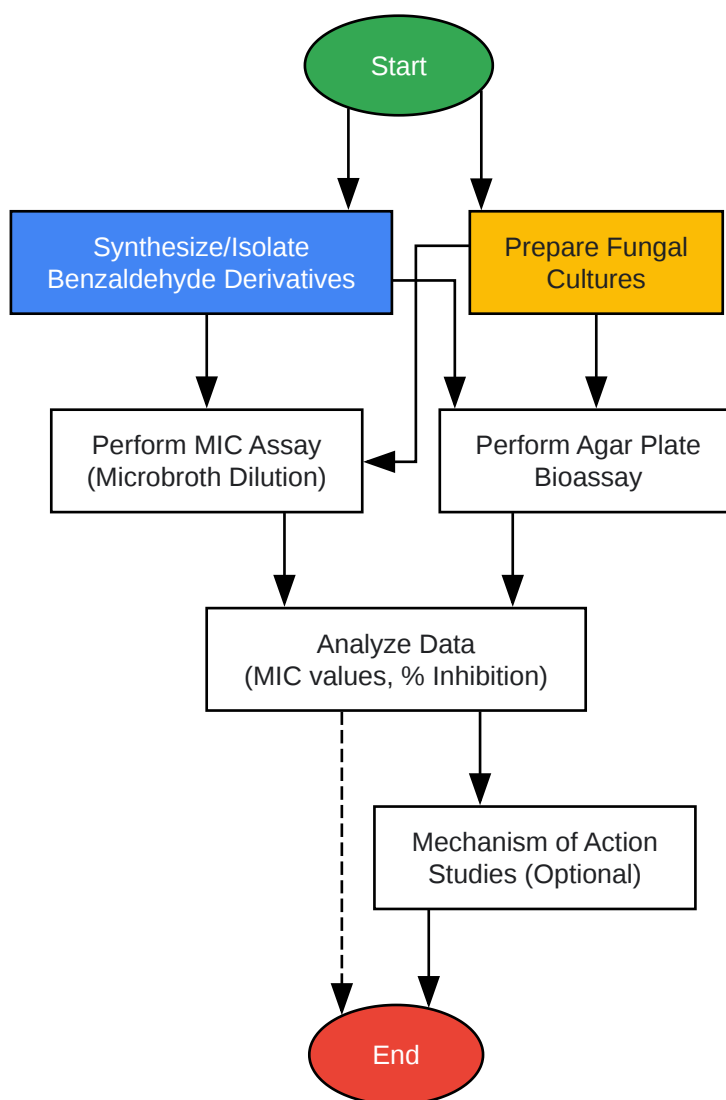 Start
Synthesize/Isolate
Benzaldehyde Derivatives
Prepare Fungal
Cultures
Perform MIC Assay
(Microbroth Dilution)
Perform Agar Plate
Bioassay
Analyze Data
(MIC values, % Inhibition)
Mechanism of Action
Studies (Optional)
End